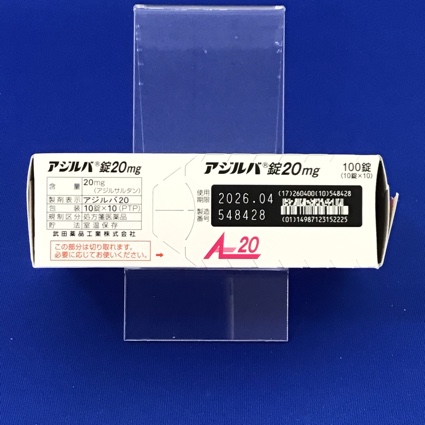 アジルバ®錠20mg
含量 20mg
(アジルサルタン)
製剤表示 アジルバ20
包装 10錠×10(PTP)
規制区分 処方箋医薬品
貯法 室温保存
武田薬品工業株式会社
この部分は切り取れます。
必要に応じてお使いください。
アジルバ®錠20mg
100錠
(10錠×10)
使用期限 2026.04
製造番号 548428
(17)260400(10)548428
(01)14987123152225
A20